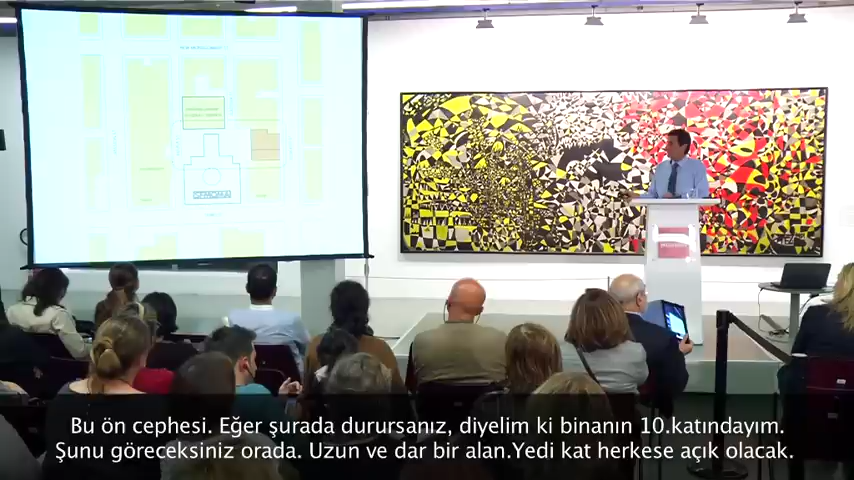 SFMOMA
Bu ön cephesi. Eğer şurada durursanız, diyelim ki binanın 10.katındayım.
Şunu göreceksiniz orada. Uzun ve dar bir alan.Yedi kat herkese açık olacak.